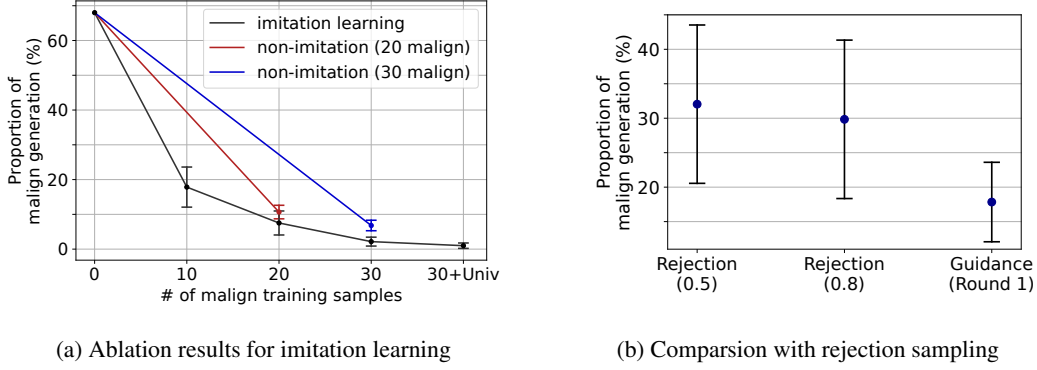 Proportion of
malign generation (%)
60
40
20
0
imitation learning
non-imitation (20 malign)
non-imitation (30 malign)
0 10 20 30 30+Univ
# of malign training samples
(a) Ablation results for imitation learning
Proportion of
malign generation (%)
40
30
20
Rejection
(0.5)
Rejection
(0.8)
Guidance
(Round 1)
(b) Comparsion with rejection sampling